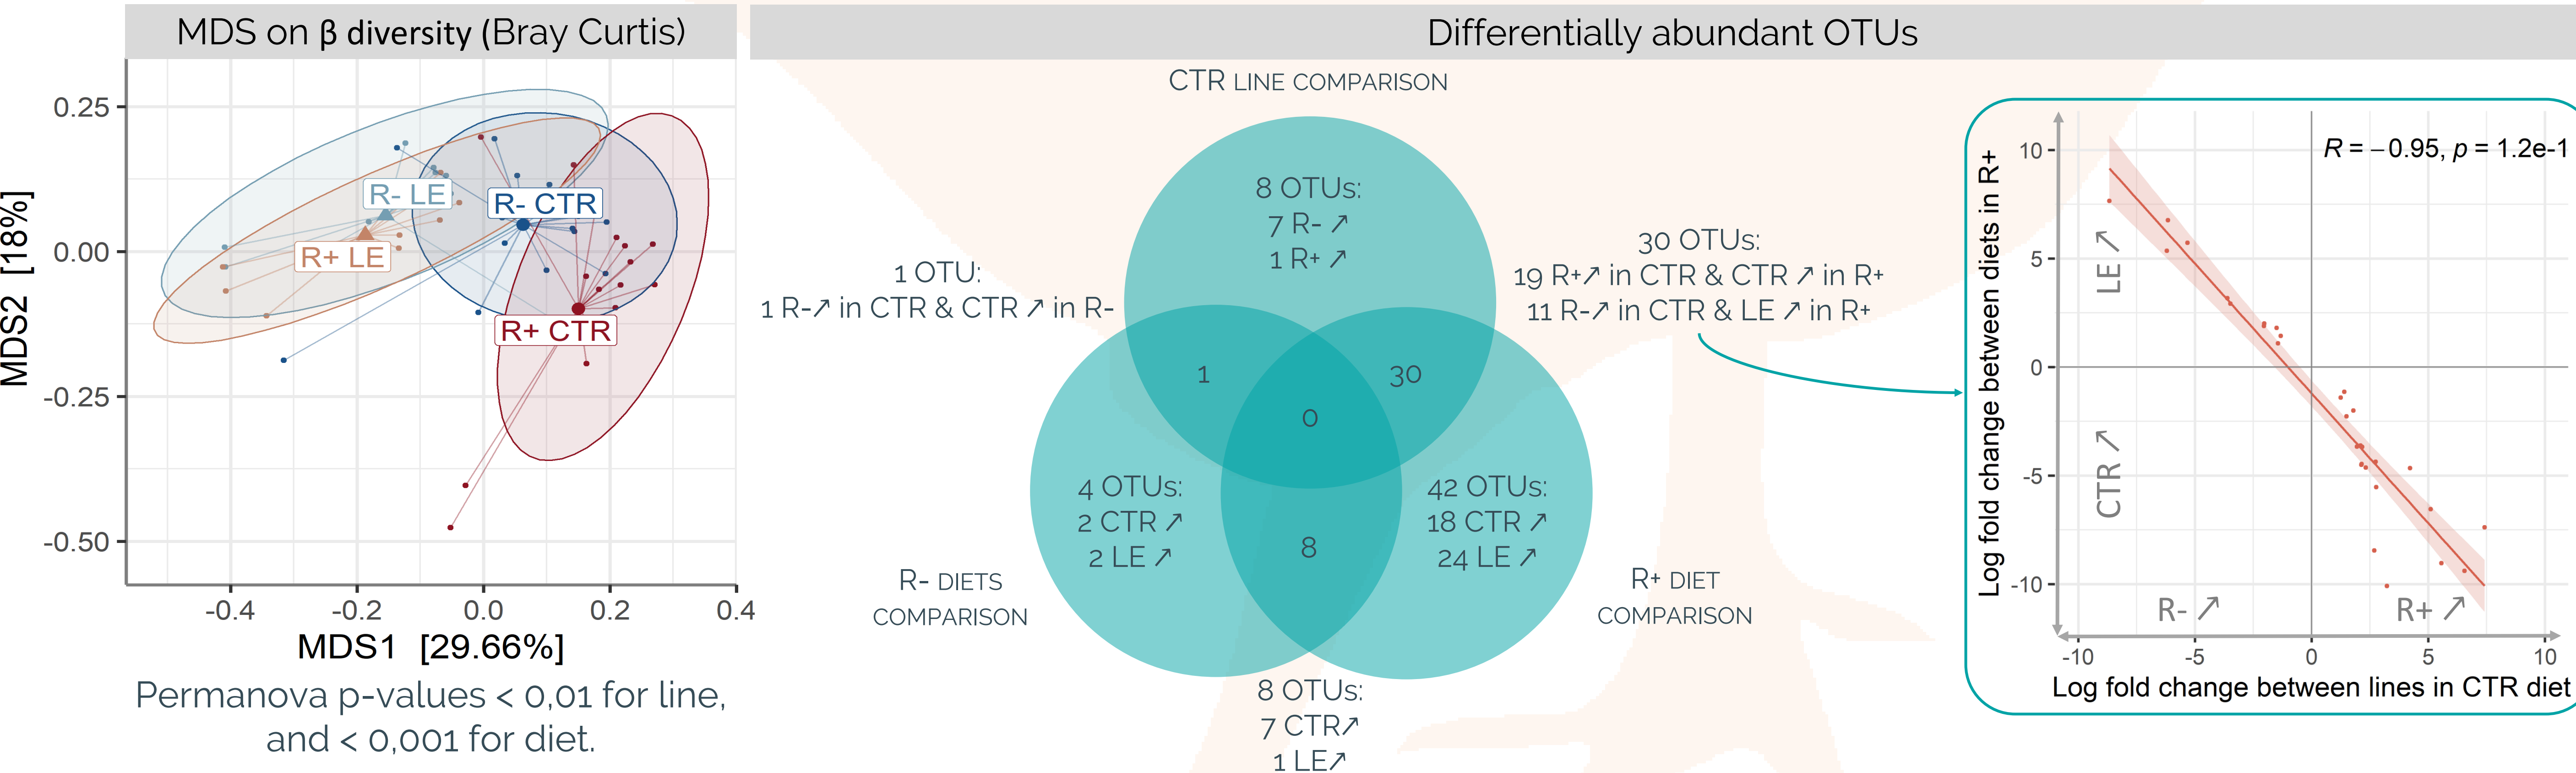 MDS on β diversity (Bray Curtis)
0.25
0.00
-0.25
-0.50
MDS2 [18%]
R- LE
R- CTR
R+ LE
R+ CTR
-0.4
-0.2
0.0
0.2
0.4
MDS1 [29.66%]
Permanova p-values < 0,01 for line,
and < 0,001 for diet.
Differentially abundant OTUs
CTR LINE COMPARISON
8 OTUs:
7 R- ↗
1 R+ ↗
1 OTU:
1 R-↗ in CTR & CTR ↗ in R-
30 OTUs:
19 R+↗ in CTR & CTR ↗ in R+
11 R-↗ in CTR & LE ↗ in R+
1
30
0
4 OTUs:
2 CTR ↗
2 LE ↗
8
42 OTUs:
18 CTR ↗
24 LE ↗
R- DIETS
COMPARISON
R+ DIET
COMPARISON
8 OTUs:
7 CTR↗
1 LE↗
R = −0.95, p = 1.2e-1
Log fold change between diets in R+
10
5
0
-5
-10
LE ↗
CTR ↗
R- ↗
R+ ↗
-10
-5
0
5
10
Log fold change between lines in CTR diet